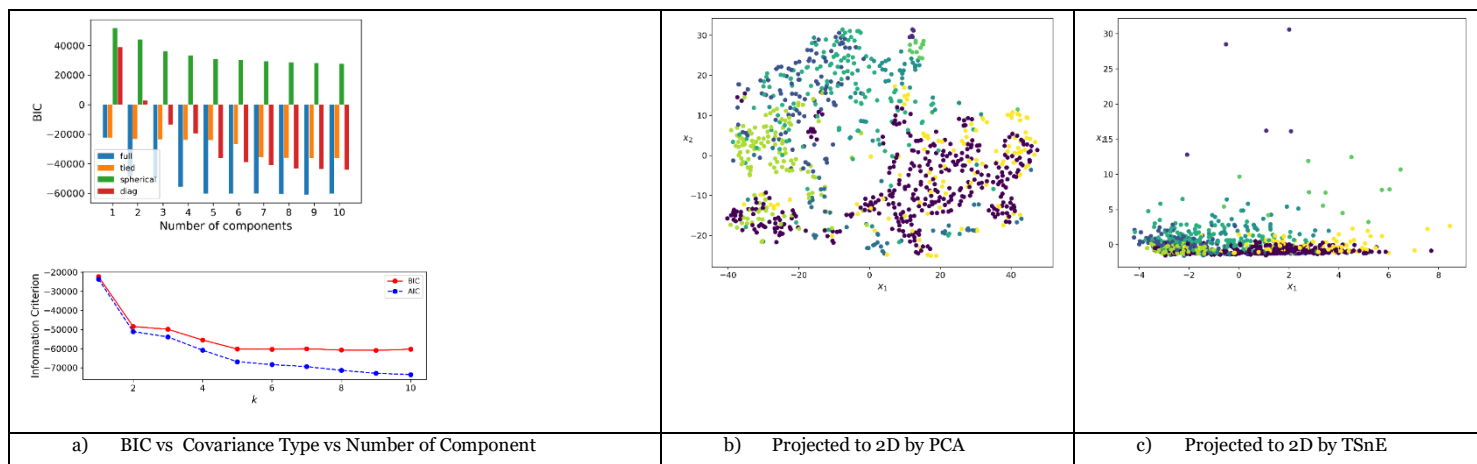 40000
20000
0
−20000
−40000
−60000
BIC
full
tied
spherical
diag
1 2 3 4 5 6 7 8 9 10
Number of components
−20000
−30000
−40000
−50000
−60000
−70000
Information Criterion
BIC
AIC
2 4 6 8 10
k
30
20
10
0
−10
−20
x2
−40 −20 0 20 40
x1
30
25
20
15
10
5
0
−4 −2 0 2 4 6 8
x1
a) BIC vs Covariance Type vs Number of Component
b) Projected to 2D by PCA
c) Projected to 2D by TSnE